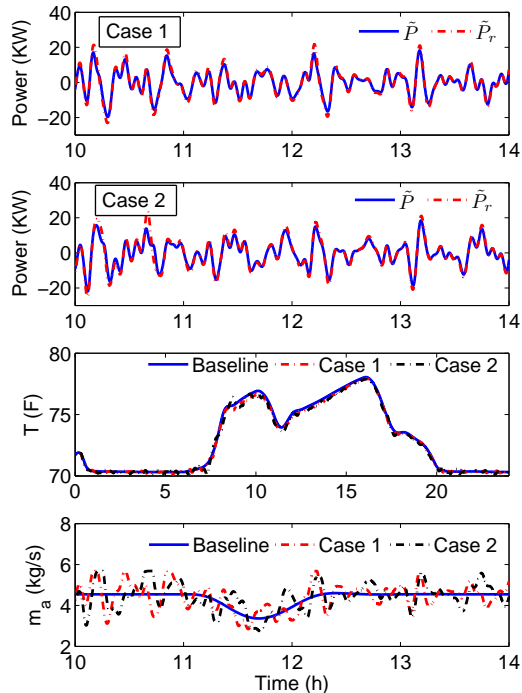 Case 1
P̃ P̃r
Power (KW)
40
20
0
−20
10 11 12 13 14
Case 2
P̃ P̃r
Power (KW)
40
20
0
−20
10 11 12 13 14
Baseline Case 1 Case 2
T (F)
80
75
70
0 5 10 15 20
Baseline Case 1 Case 2
ma (kg/s)
8
6
4
2
10 11 12 13 14
Time (h)